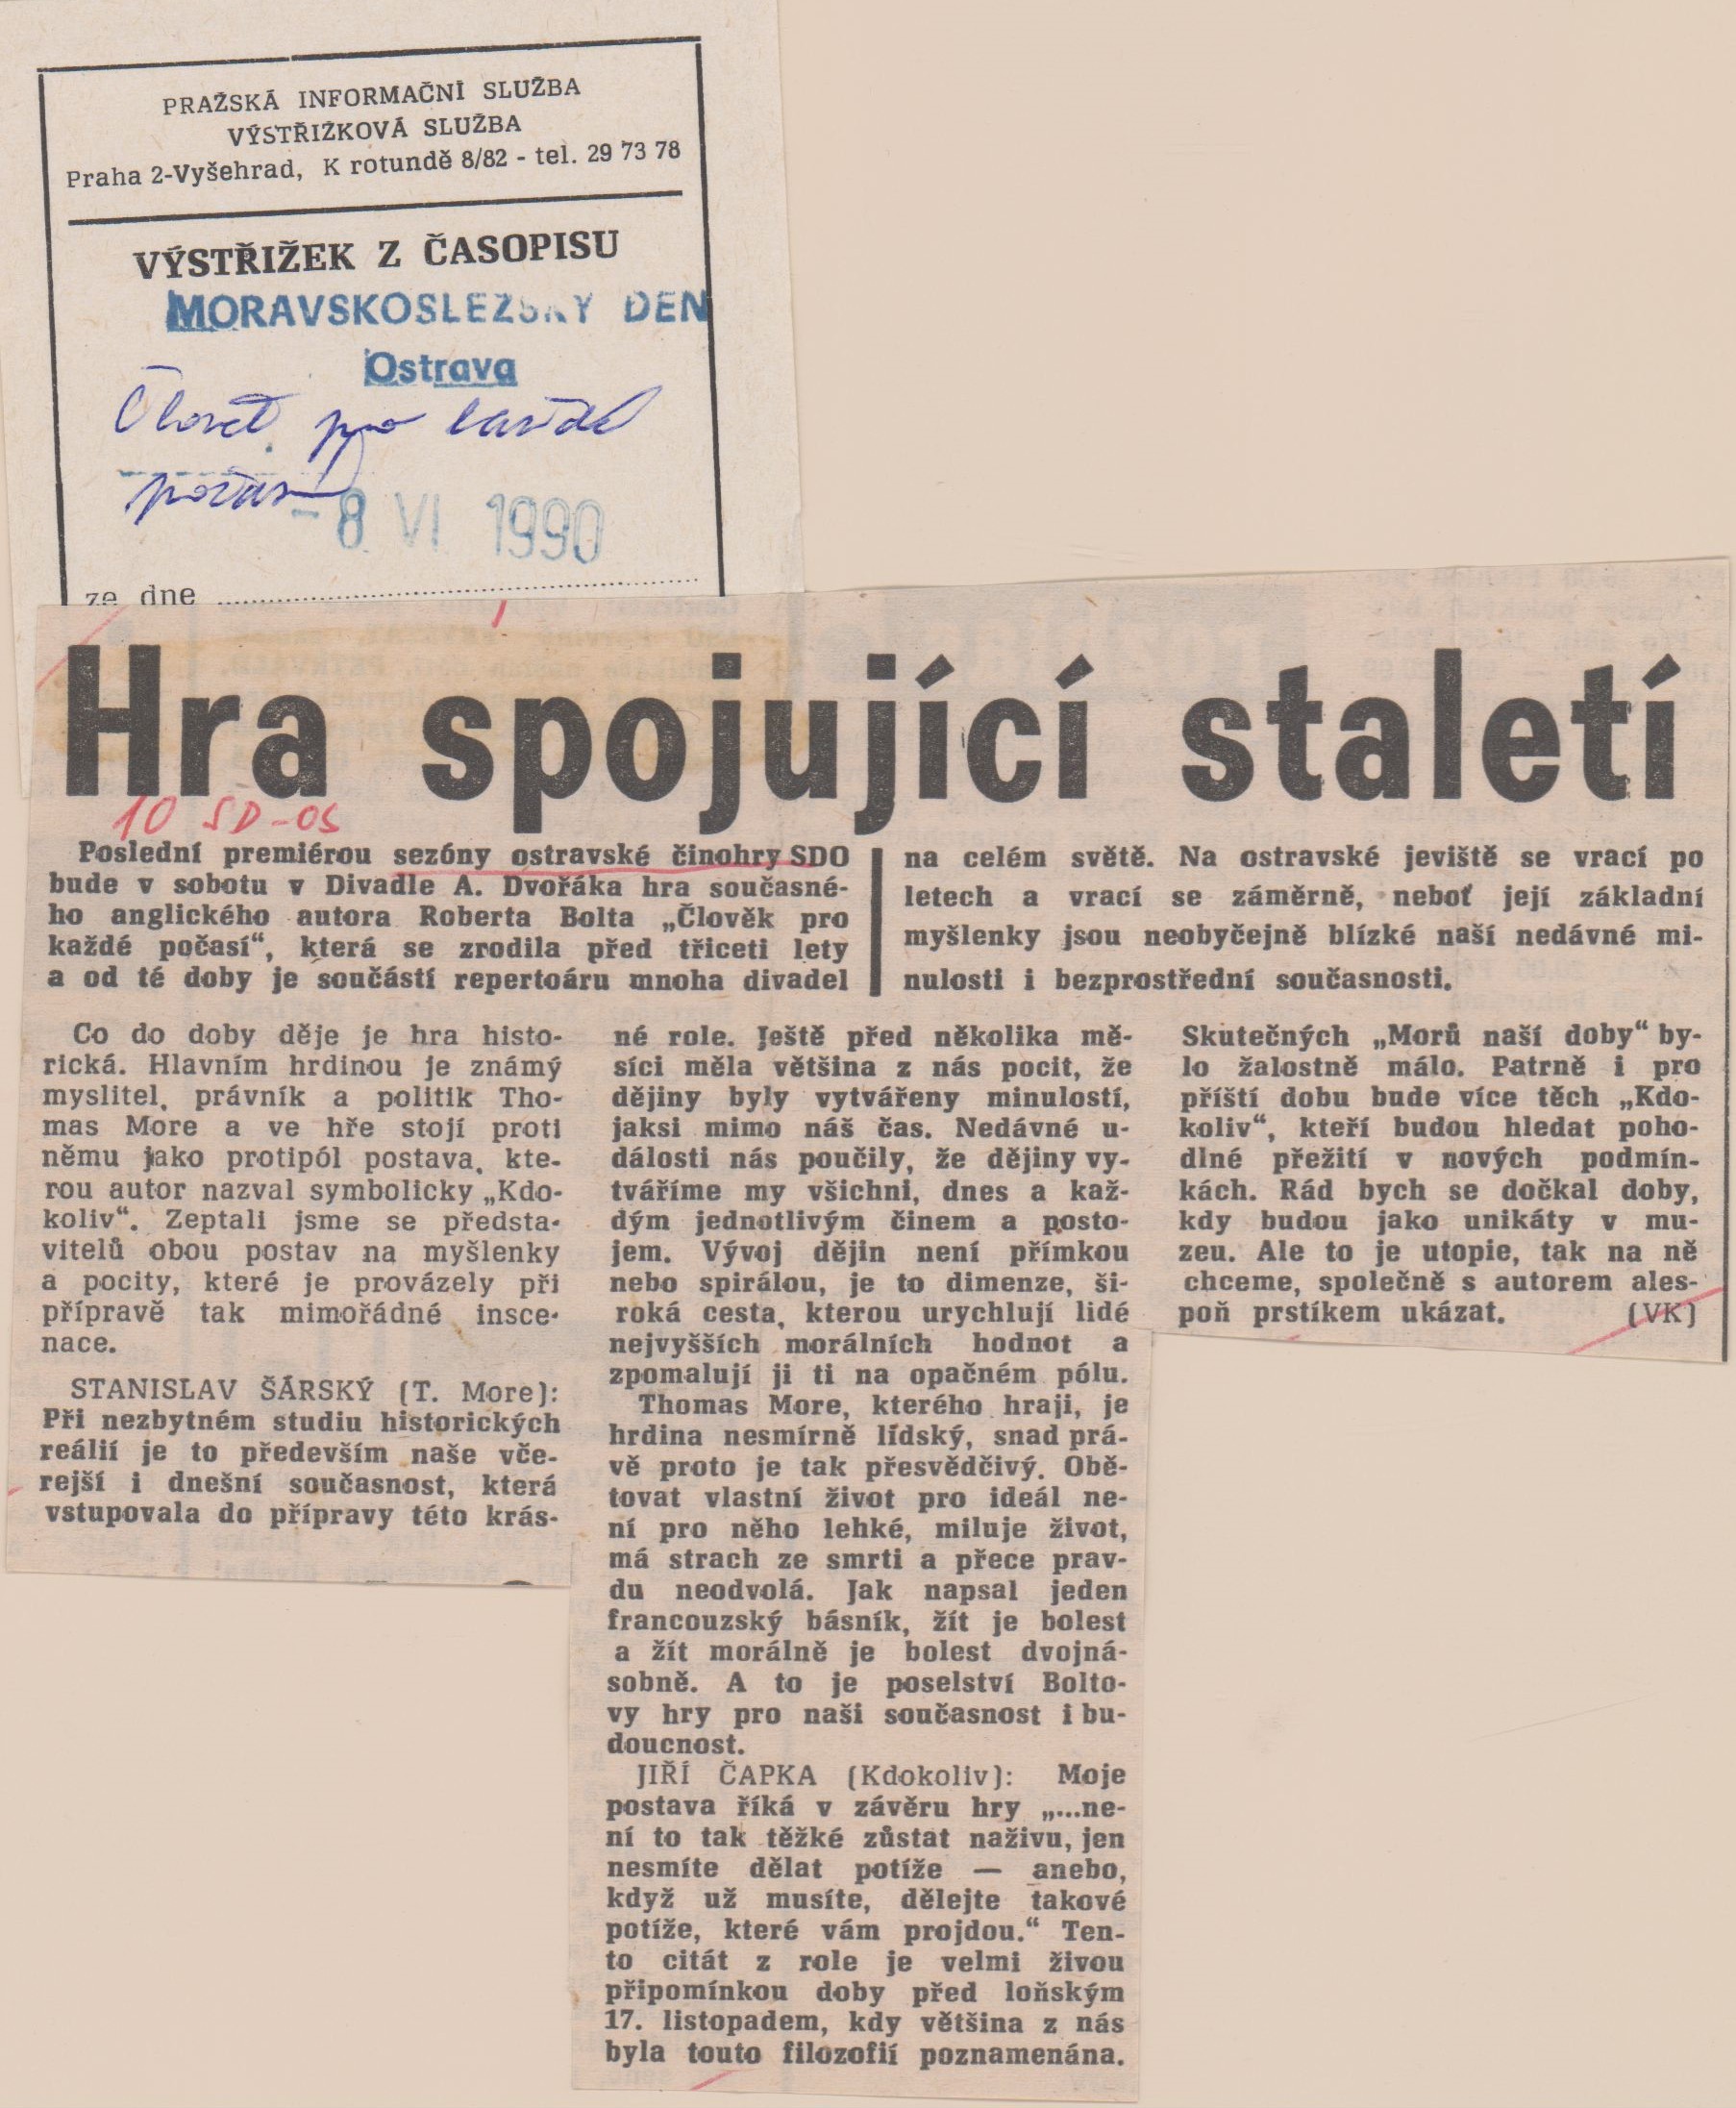 PRAŽSKÁ INFORMAČNÍ SLUŽBA
VÝSTŘIŽKOVÁ SLUŽBA
Praha 2-Vyšehrad, K rotundě 8/82 - tel. 29 73 78
VÝSTŘIŽEK Z ČASOPISU
MORAVSKOSLEZSKÝ DEN
Ostrava
Člověk pro každé
počasí
-8. VI. 1990
ze dne
Hra spojující staletí
10 SD-OS
Poslední premiérou sezóny ostravské činohry SDO
bude v sobotu v Divadle A. Dvořáka hra současné-
ho anglického autora Roberta Bolta „Člověk pro
každé počasí“, která se zrodila před třiceti lety
a od té doby je součástí repertoáru mnoha divadel
na celém světě. Na ostravské jeviště se vrací po
letech a vrací se záměrně, neboť její základní
myšlenky jsou neobyčejně blízké naší nedávné mi-
nulosti i bezprostřední současnosti.
Co do doby děje je hra histo-
rická. Hlavním hrdinou je známý
myslitel, právník a politik Tho-
mas More a ve hře stojí proti
němu jako protipól postava, kte-
rou autor nazval symbolicky „Kdo-
koliv“. Zeptali jsme se předsta-
vitelů obou postav na myšlenky
a pocity, které je provázely při
přípravě tak mimořádné insce-
nace.
STANISLAV ŠÁRSKÝ (T. More):
Při nezbytném studiu historických
reálií je to především naše vče-
rejší i dnešní současnost, která
vstupovala do přípravy této krás-
né role. Ještě před několika mě-
síci měla většina z nás pocit, že
dějiny byly vytvářeny minulostí,
jaksi mimo náš čas. Nedávné u-
dálosti nás poučily, že dějiny vy-
tváříme my všichni, dnes a kaž-
dým jednotlivým činem a posto-
jem. Vývoj dějin není přímkou
nebo spirálou, je to dimenze, ši-
roká cesta, kterou urychlují lidé
nejvyšších morálních hodnot a
zpomalují ji ti na opačném pólu.
Thomas More, kterého hraji, je
hrdina nesmírně lidský, snad prá-
vě proto je tak přesvědčivý. Obě-
tovat vlastní život pro ideál ne-
ní pro něho lehké, miluje život,
má strach ze smrti a přece prav-
du neodvolá. Jak napsal jeden
francouzský básník, žít je bolest
a žít morálně je bolest dvojná-
sobně. A to je poselství Bolto-
vy hry pro naši současnost i bu-
doucnost.
JIŘÍ ČAPKA (Kdokoliv): Moje
postava říká v závěru hry „...ne-
ní to tak těžké zůstat naživu, jen
nesmíte dělat potíže — anebo,
když už musíte, dělejte takové
potíže, které vám projdou.“ Ten-
to citát z role je velmi živou
připomínkou doby před loňským
17. listopadem, kdy většina z nás
byla touto filozofií poznamenána.
Skutečných „Morů naší doby“ by-
lo žalostně málo. Patrně i pro
příští dobu bude více těch „Kdo-
koliv“, kteří budou hledat poho-
dlné přežití v nových podmín-
kách. Rád bych se dočkal doby,
kdy budou jako unikáty v mu-
zeu. Ale to je utopie, tak na ně
chceme, společně s autorem ales-
poň prstíkem ukázat. (VK)